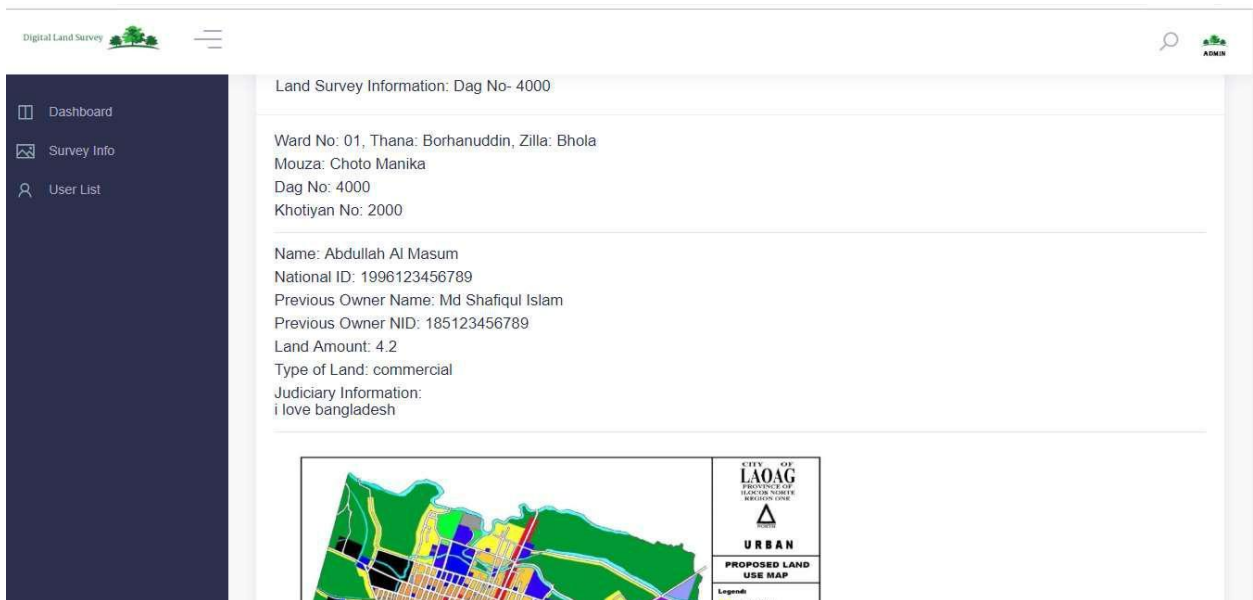 Digital Land Survey
ADMIN
Dashboard
Survey Info
User List
Land Survey Information: Dag No- 4000
Ward No: 01, Thana: Borhanuddin, Zilla: Bhola
Mouza: Choto Manika
Dag No: 4000
Khotiyan No: 2000
Name: Abdullah Al Masum
National ID: 1996123456789
Previous Owner Name: Md Shafiqul Islam
Previous Owner NID: 185123456789
Land Amount: 4.2
Type of Land: commercial
Judiciary Information:
i love bangladesh
CITY OF
LAOAG
PROVINCE OF
ILOCOS NORTE
REGION ONE
NORTH
URBAN
PROPOSED LAND
USE MAP
Legend: